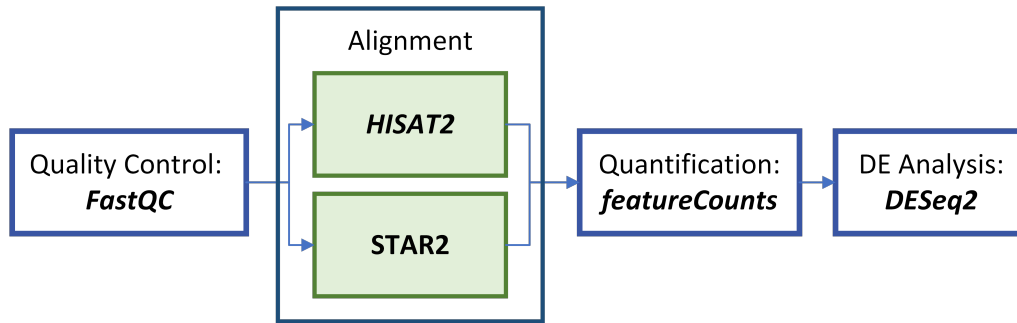 Alignment
HISAT2
STAR2
Quality Control:
FastQC
Quantification:
featureCounts
DE Analysis:
DESeq2